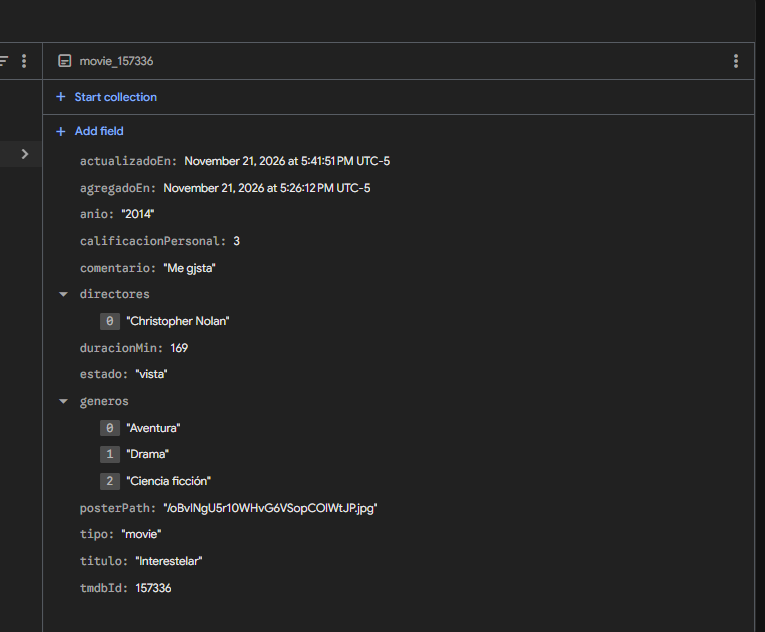 movie_157336
+ Start collection
+ Add field
actualizadoEn: November 21, 2026 at 5:41:51 PM UTC-5
agregadoEn: November 21, 2026 at 5:26:12 PM UTC-5
anio: "2014"
calificacionPersonal: 3
comentario: "Me gjsta"
directores
0 "Christopher Nolan"
duracionMin: 169
estado: "vista"
generos
0 "Aventura"
1 "Drama"
2 "Ciencia ficción"
posterPath: "/oBvINgU5r10WHvG6VSopCOlWtJP.jpg"
tipo: "movie"
titulo: "Interestelar"
tmdbId: 157336